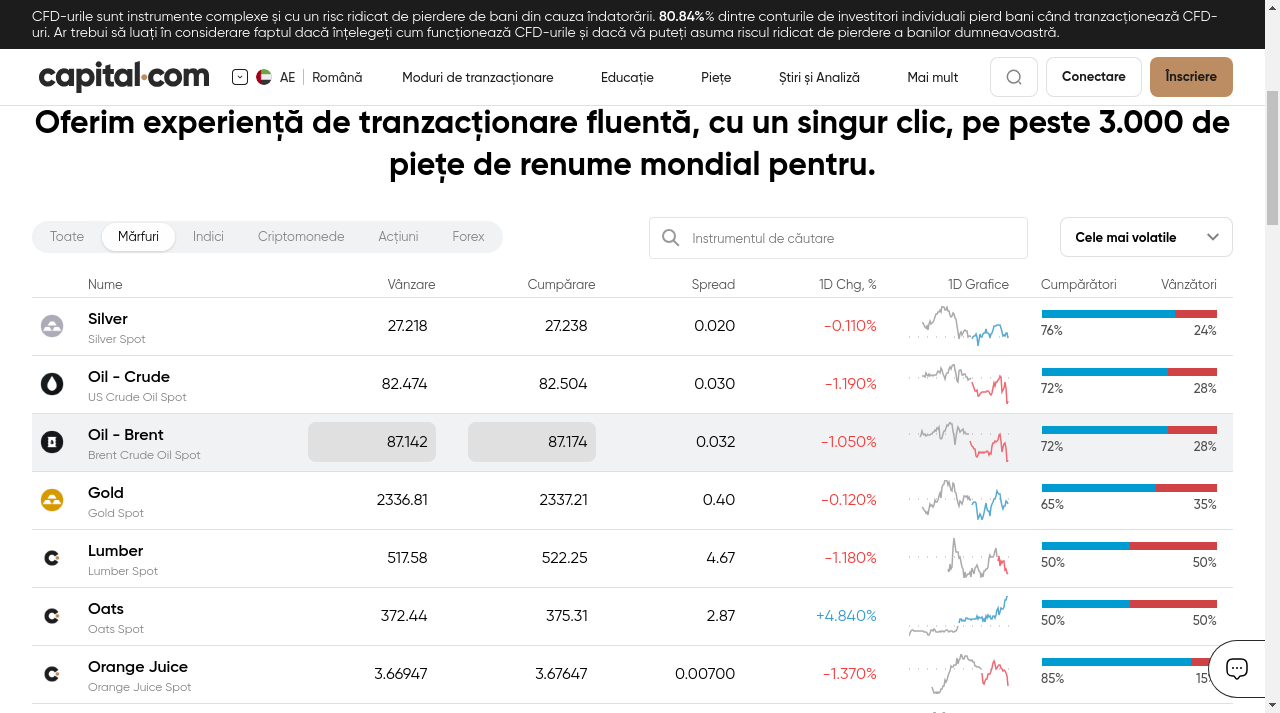 CFD-urile sunt instrumente complexe și cu un risc ridicat de pierdere de bani din cauza îndatorării. 80.84%% dintre conturile de investitori individuali pierd bani când tranzacționează CFD-
uri. Ar trebui să luați în considerare faptul dacă înțelegeți cum funcționează CFD-urile și dacă vă puteți asuma riscul ridicat de pierdere a banilor dumneavoastră.
capital.com AE Română Moduri de tranzacționare Educație Piețe Știri și Analiză Mai mult Conectare Înscriere
Oferim experiență de tranzacționare fluentă, cu un singur clic, pe peste 3.000 de
piețe de renume mondial pentru.
Toate Mărfuri Indici Criptomonede Acțiuni Forex Instrumentul de căutare Cele mai volatile
Nume Vânzare Cumpărare Spread 1D Chg, % 1D Grafice Cumpărători Vânzători
Silver 27.218 27.238 0.020 -0.110% 76% 24%
Silver Spot
Oil - Crude 82.474 82.504 0.030 -1.190% 72% 28%
US Crude Oil Spot
Oil - Brent 87.142 87.174 0.032 -1.050% 72% 28%
Brent Crude Oil Spot
Gold 2336.81 2337.21 0.40 -0.120% 65% 35%
Gold Spot
Lumber 517.58 522.25 4.67 -1.180% 50% 50%
Lumber Spot
Oats 372.44 375.31 2.87 +4.840% 50% 50%
Oats Spot
Orange Juice 3.66947 3.67647 0.00700 -1.370% 85% 15%
Orange Juice Spot